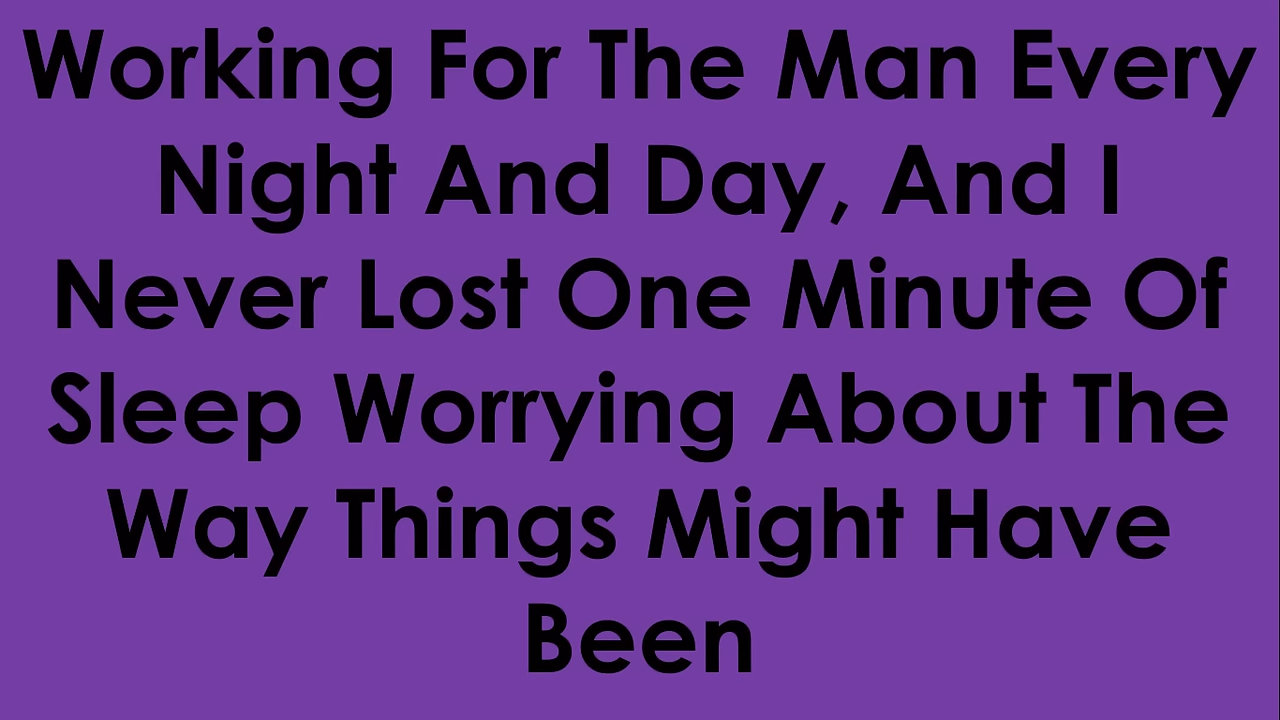 Working For The Man Every
Night And Day, And I
Never Lost One Minute Of
Sleep Worrying About The
Way Things Might Have
Been